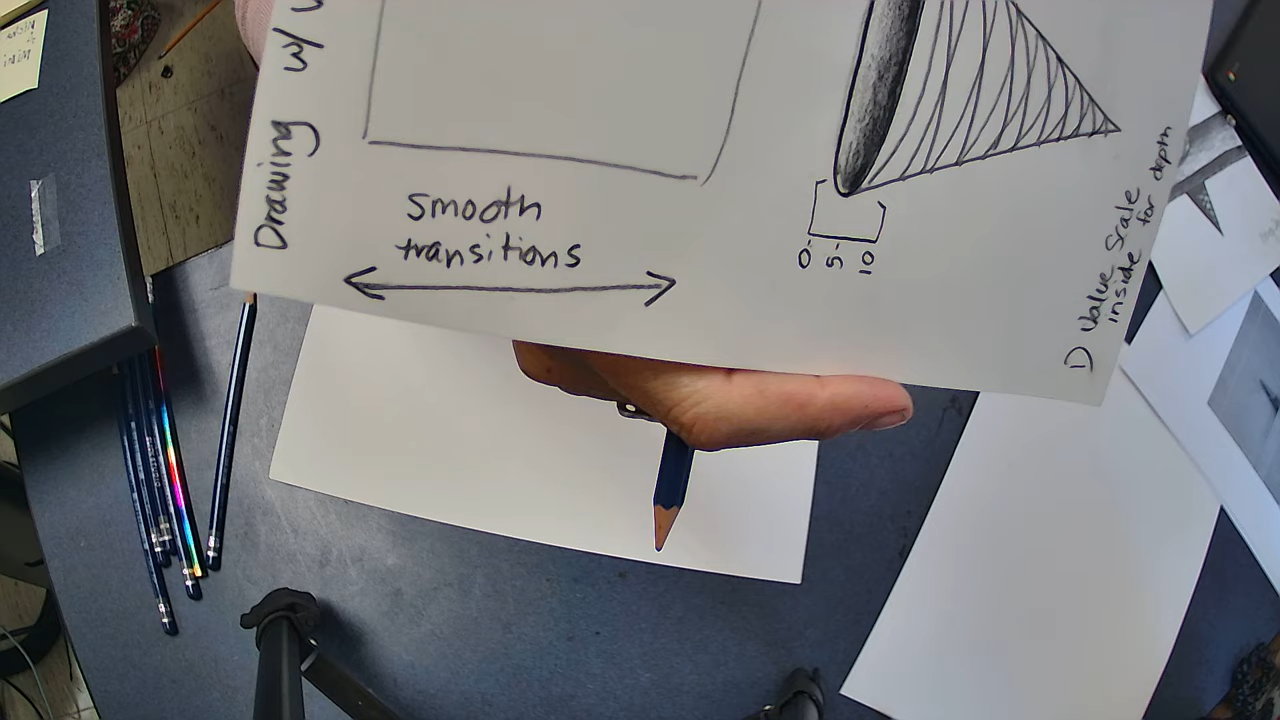 Drawing w/
smooth
transitions
0- 5- 10
D) Value Scale
inside for depth